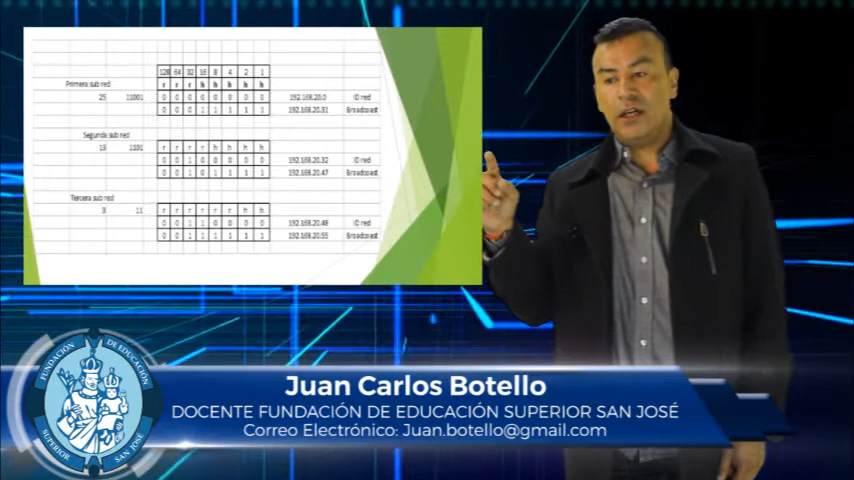 128 64 32 16 8 4 2 1
Primera sub red r r r h h h h h
25 11001 0 0 0 0 0 0 0 0 192.168.20.0 ID red
0 0 0 1 1 1 1 1 192.168.20.31 Broadcast
Segunda sub red
13 1101 r r r r h h h h
0 0 1 0 0 0 0 0 192.168.20.32 ID red
0 0 1 0 1 1 1 1 192.168.20.47 Broadcast
Tercera sub red
3 11 r r r r r r h h
0 0 1 1 0 0 0 0 192.168.20.48 ID red
0 0 1 1 1 1 1 1 192.168.20.55 Broadcast
Juan Carlos Botello
DOCENTE FUNDACIÓN DE EDUCACIÓN SUPERIOR SAN JOSÉ
Correo Electrónico: Juan.botello@gmail.com
FUNDACIÓN DE EDUCACIÓN
SUPERIOR SAN JOSÉ